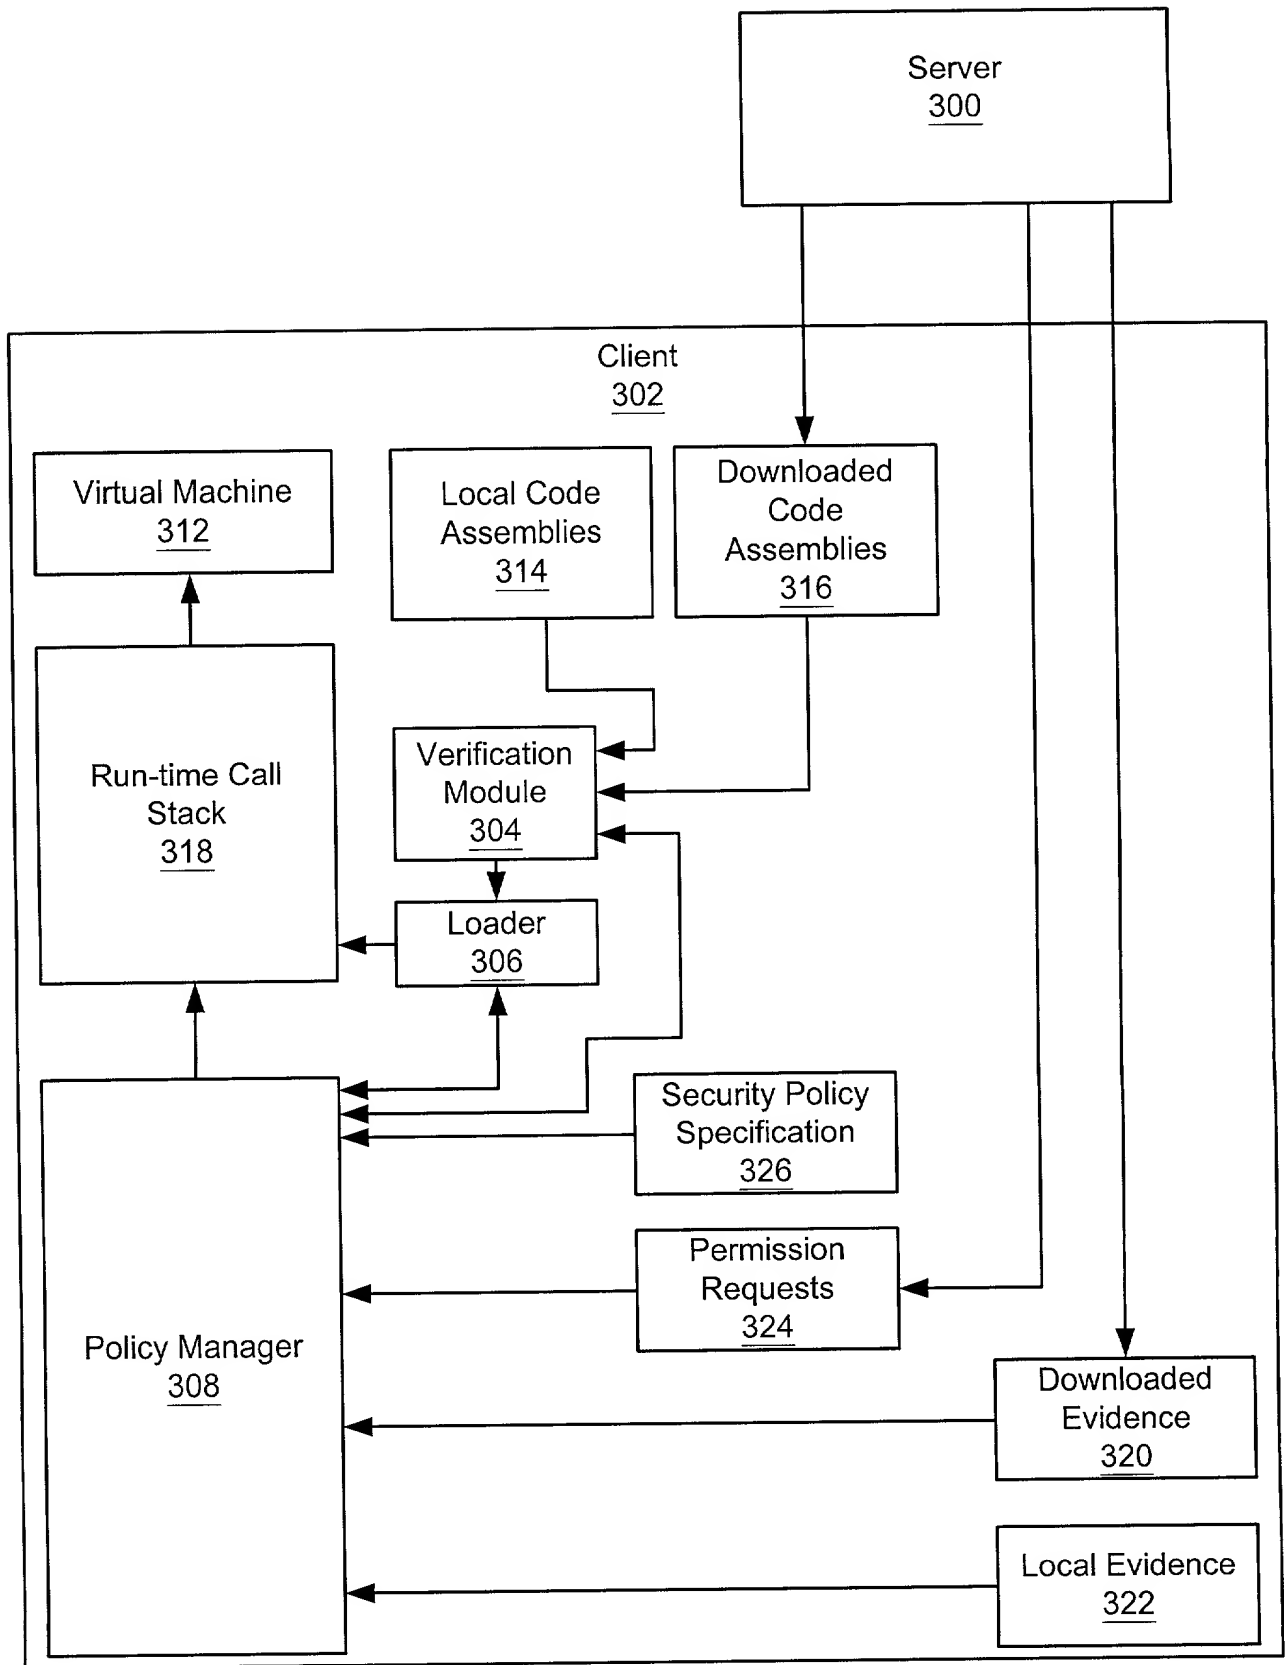 Server
300
Client
302
Virtual Machine
312
Local Code
Assemblies
314
Downloaded
Code
Assemblies
316
Run-time Call
Stack
318
Verification
Module
304
Loader
306
Security Policy
Specification
326
Permission
Requests
324
Policy Manager
308
Downloaded
Evidence
320
Local Evidence
322